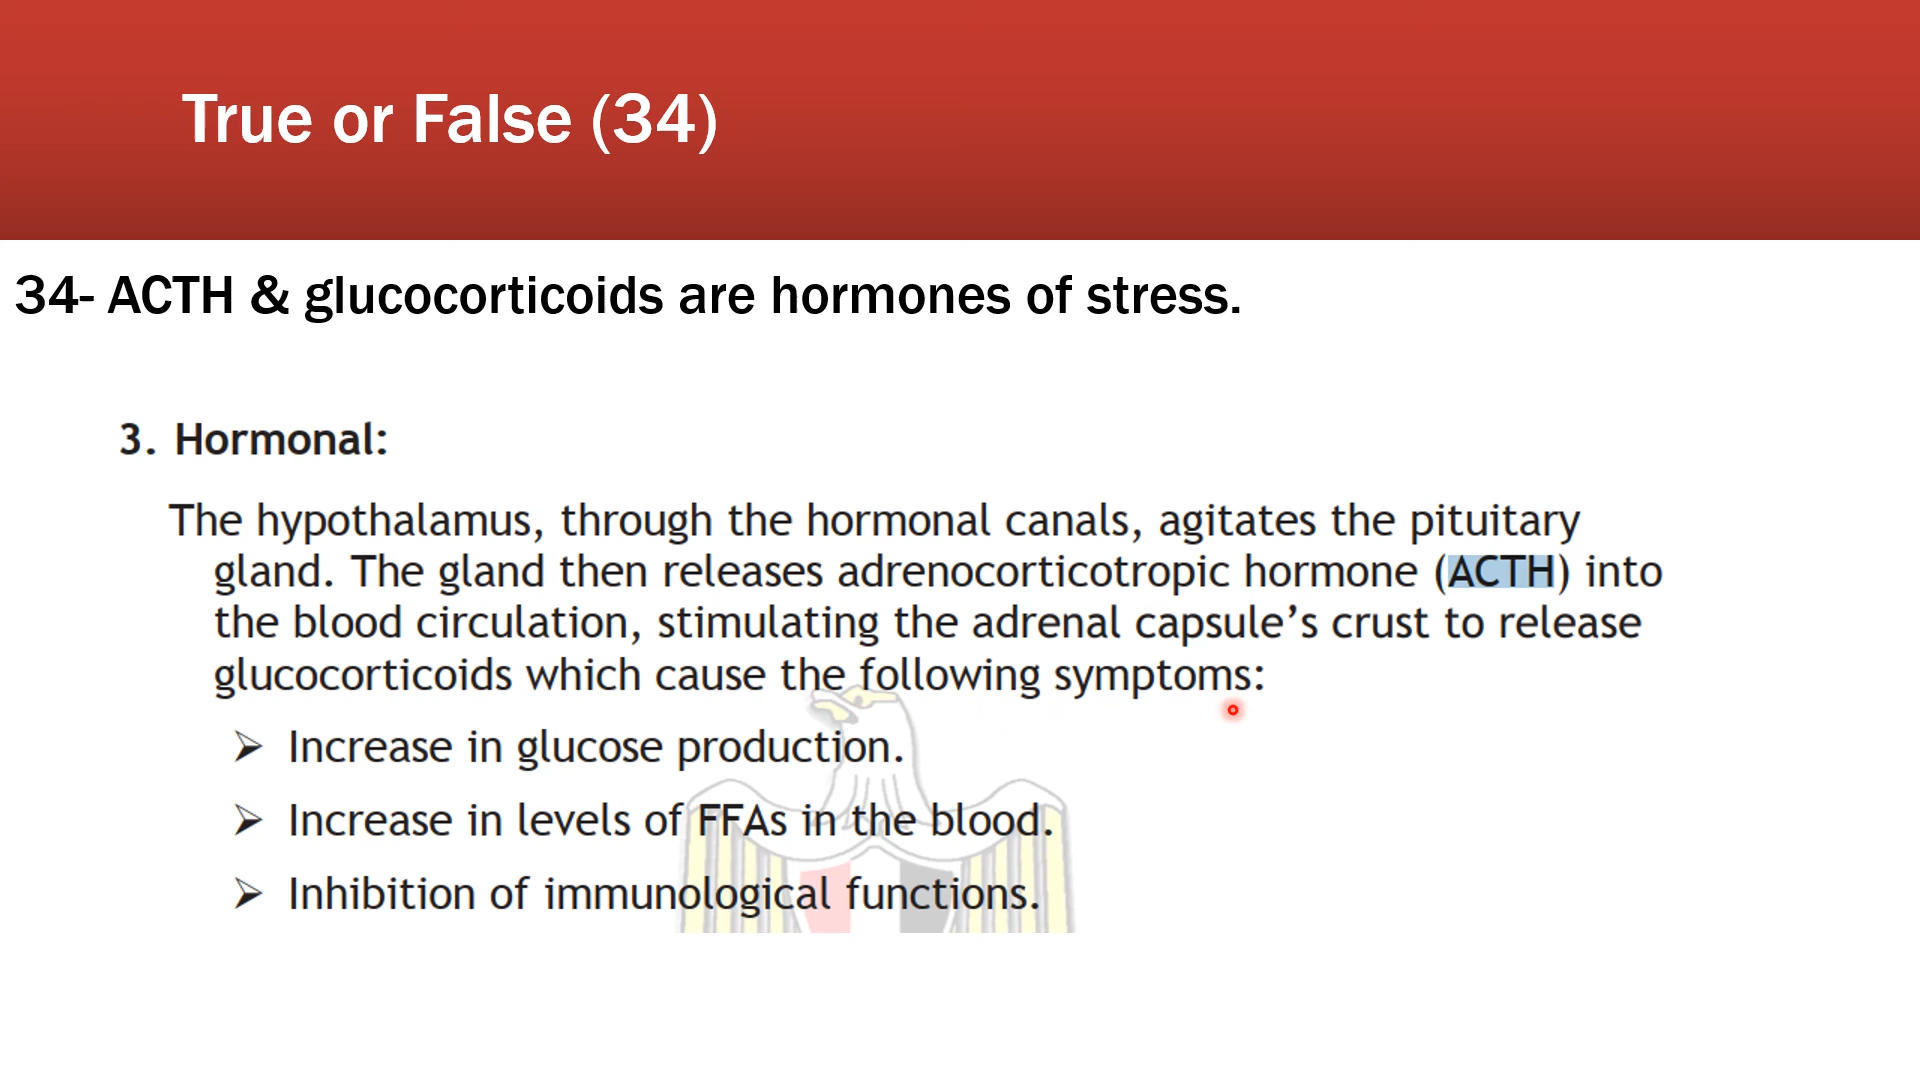 True or False (34)
34- ACTH & glucocorticoids are hormones of stress.
3. Hormonal:
The hypothalamus, through the hormonal canals, agitates the pituitary
gland. The gland then releases adrenocorticotropic hormone (ACTH) into
the blood circulation, stimulating the adrenal capsule’s crust to release
glucocorticoids which cause the following symptoms:
➢ Increase in glucose production.
➢ Increase in levels of FFAs in the blood.
➢ Inhibition of immunological functions.